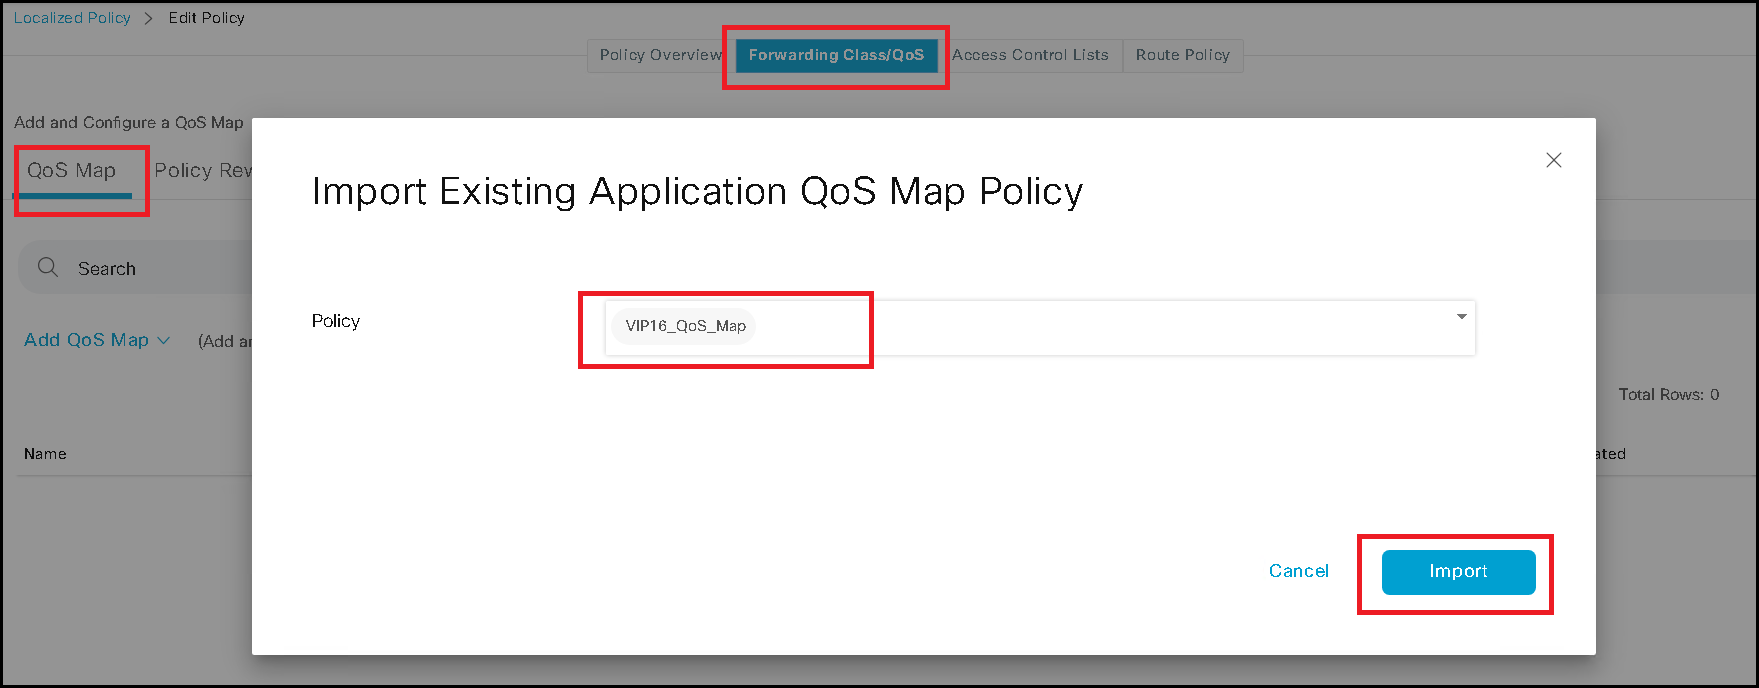 Localized Policy > Edit Policy
Policy Overview Forwarding Class/QoS Access Control Lists Route Policy
Add and Configure a QoS Map
QoS Map Policy Rew
Import Existing Application QoS Map Policy
Search
Policy VIP16_QoS_Map
Add QoS Map (Add an
Total Rows: 0
Name ated
Cancel Import